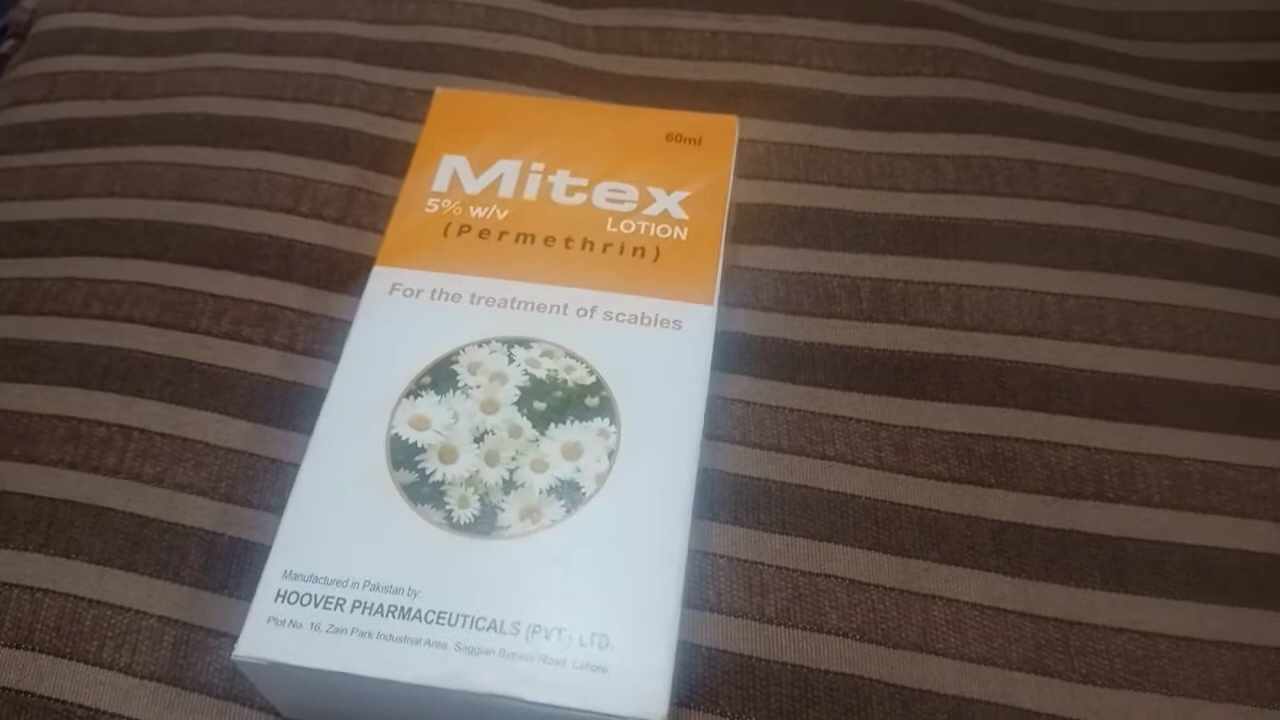 60ml
Mitex
5% w/v LOTION
(Permethrin)
For the treatment of scabies
Manufactured in Pakistan by:
HOOVER PHARMACEUTICALS (PVT.) LTD.
Plot No. 16, Zain Park Industrial Area, Saggian Bypass Road, Lahore.